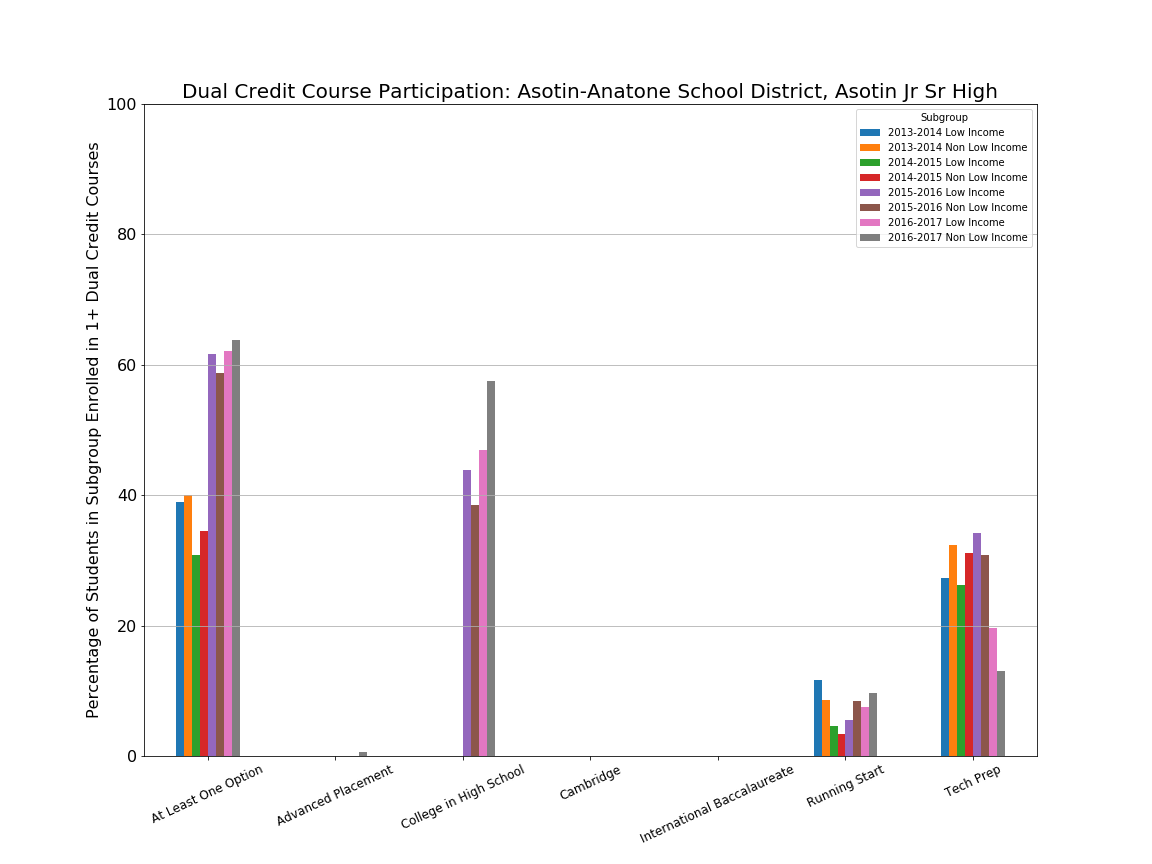 Dual Credit Course Participation: Asotin-Anatone School District, Asotin Jr Sr High
Percentage of Students in Subgroup Enrolled in 1+ Dual Credit Courses
100
80
60
40
20
0
Subgroup
2013-2014 Low Income
2013-2014 Non Low Income
2014-2015 Low Income
2014-2015 Non Low Income
2015-2016 Low Income
2015-2016 Non Low Income
2016-2017 Low Income
2016-2017 Non Low Income
At Least One Option
Advanced Placement
College in High School
Cambridge
International Baccalaureate
Running Start
Tech Prep